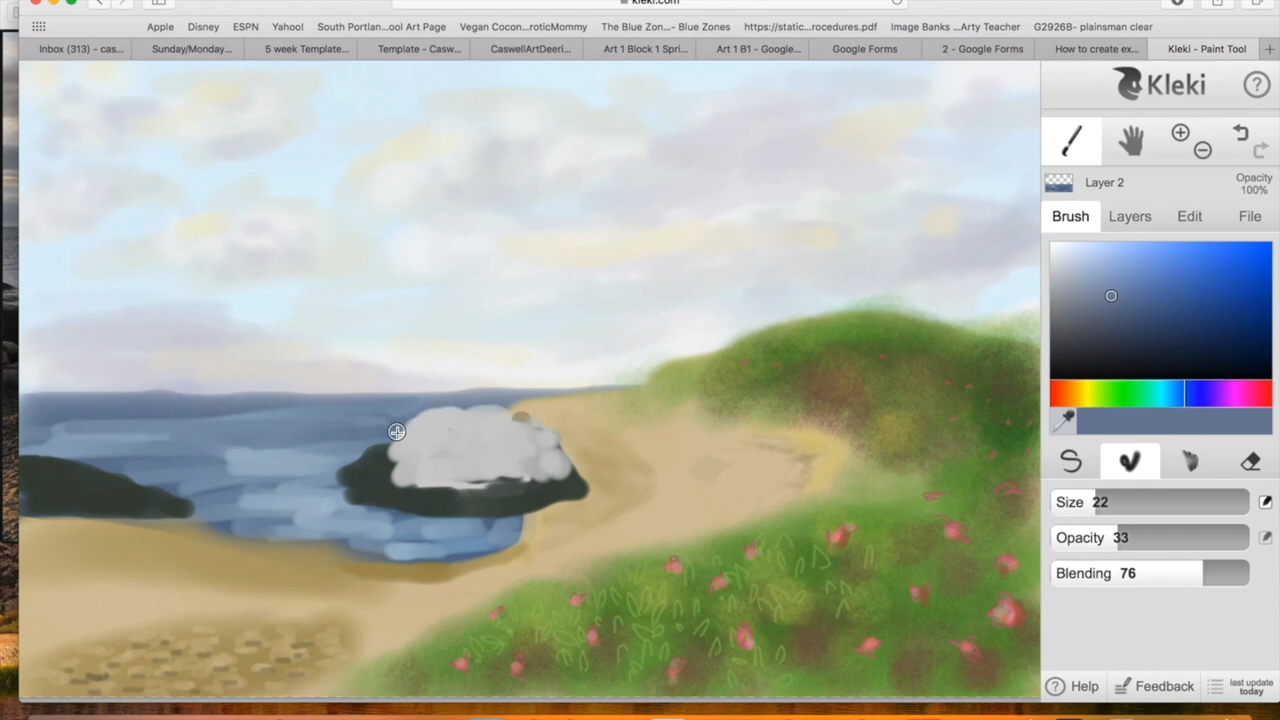 kleki.com
Apple Disney ESPN Yahoo! South Portlan...ool Art Page Vegan Coconut...roticMommy The Blue Zon...- Blue Zones https://static...rocedures.pdf Image Banks ...Arty Teacher G2926B- plainsman clear
Inbox (313) - cas... Sunday/Monday... 5 week Template... Template - Casw... CaswellArtDeeri... Art 1 Block 1 Spri... Art 1 B1 - Google... Google Forms 2 - Google Forms How to create ex... Kleki - Paint Tool
Kleki
?
Layer 2
Opacity
100%
Brush Layers Edit File
Size 22
Opacity 33
Blending 76
? Help Feedback last update
today